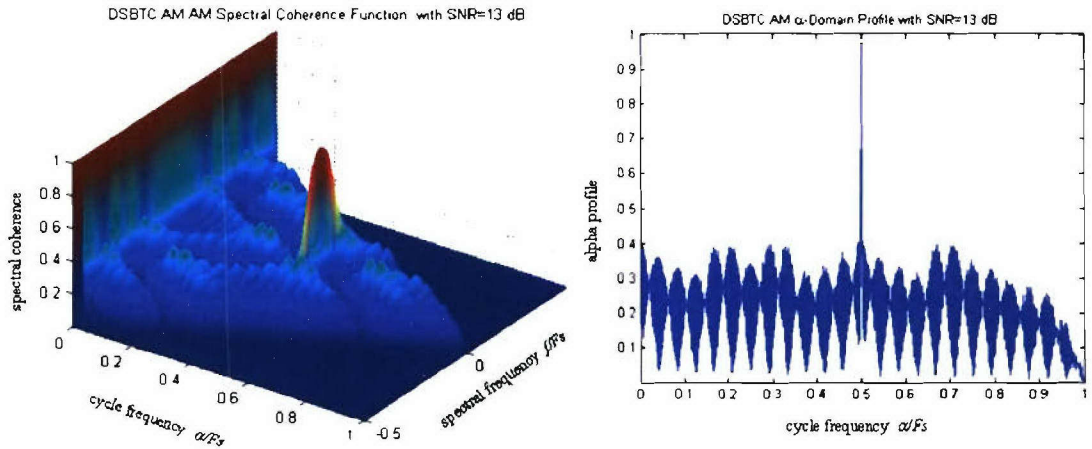 DSBTC AM AM Spectral Coherence Function with SNR=13 dB
1
0.8
0.6
0.4
0.2
spectral coherence
0
0.2
0.4
0.6
0.8
1
cycle frequency α/Fs
-0.5
0
spectral frequency f/Fs
DSBTC AM α-Domain Profile with SNR=13 dB
1
0.9
0.8
0.7
0.6
0.5
0.4
0.3
0.2
0.1
alpha profile
0 0.1 0.2 0.3 0.4 0.5 0.6 0.7 0.8 0.9 1
cycle frequency α/Fs